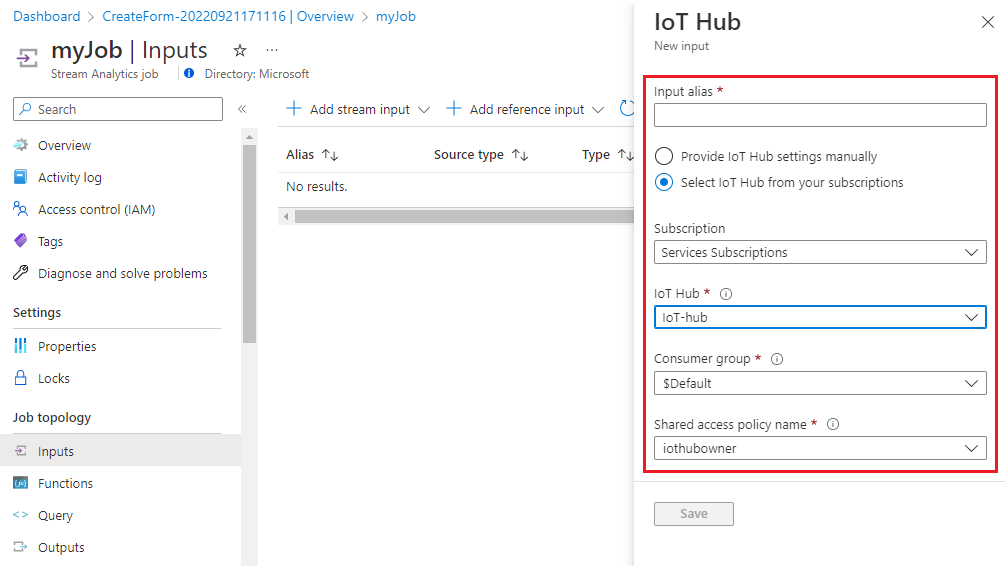 Dashboard > CreateForm-20220921171116 | Overview > myJob
myJob | Inputs ☆ ···
Stream Analytics job | Directory: Microsoft
Search «
Overview
Activity log
Access control (IAM)
Tags
Diagnose and solve problems
Settings
Properties
Locks
Job topology
Inputs
Functions
Query
Outputs
+ Add stream input + Add reference input
Alias ↑↓ Source type ↑↓ Type ↑↓
No results.
IoT Hub
New input
Input alias *
Provide IoT Hub settings manually
Select IoT Hub from your subscriptions
Subscription
Services Subscriptions
IoT Hub *
IoT-hub
Consumer group *
$Default
Shared access policy name *
iothubowner
Save